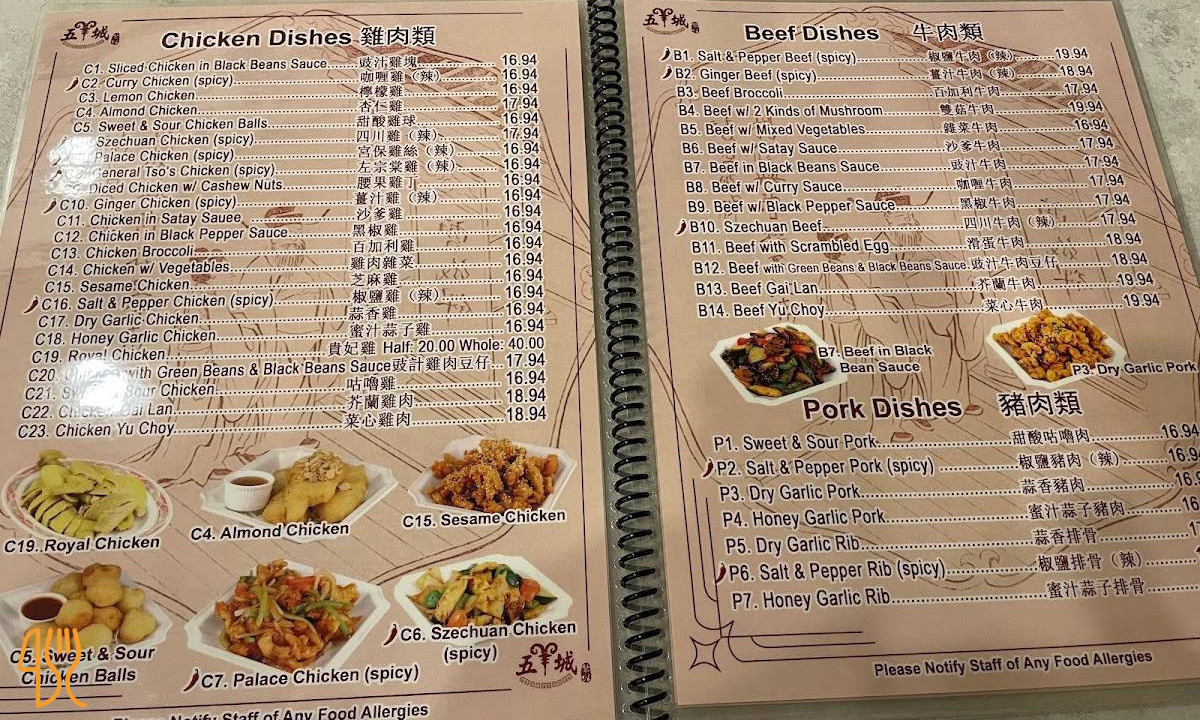 五羊城
Chicken Dishes 雞肉類
C1. Sliced Chicken in Black Beans Sauce......豉汁雞塊......16.94
C2. Curry Chicken (spicy)......咖喱雞（辣）......16.94
C3. Lemon Chicken......檸檬雞......16.94
C4. Almond Chicken......杏仁雞......17.94
C5. Sweet & Sour Chicken Balls......甜酸雞球......16.94
Szechuan Chicken (spicy)......四川雞（辣）......17.94
Palace Chicken (spicy)......宮保雞絲（辣）......16.94
General Tso's Chicken (spicy)......左宗棠雞（辣）......16.94
Diced Chicken w/ Cashew Nuts......腰果雞丁......16.94
C10. Ginger Chicken (spicy)......薑汁雞（辣）......16.94
C11. Chicken in Satay Sauee......沙爹雞......16.94
C12. Chicken in Black Pepper Sauce......黑椒雞......16.94
C13. Chicken Broccoli......百加利雞......16.94
C14. Chicken w/ Vegetables......雞肉雜菜......16.94
C15. Sesame Chicken......芝麻雞......16.94
C16. Salt & Pepper Chicken (spicy)......椒鹽雞（辣）......16.94
C17. Dry Garlic Chicken......蒜香雞......16.94
C18. Honey Garlic Chicken......蜜汁蒜子雞......16.94
C19. Royal Chicken......貴妃雞 Half: 20.00 Whole: 40.00
C20. with Green Beans & Black Beans Sauce豉計雞肉豆仔...17.94
C21. Sour Chicken......咕嚕雞......16.94
C22. Gai Lan......芥蘭雞肉......18.94
C23. Chicken Yu Choy......菜心雞肉......18.94
C19. Royal Chicken
C4. Almond Chicken
C15. Sesame Chicken
C5. Sweet & Sour
Chicken Balls
C7. Palace Chicken (spicy)
C6. Szechuan Chicken
(spicy)
五羊城
Please Notify Staff of Any Food Allergies
五羊城
Beef Dishes 牛肉類
B1. Salt & Pepper Beef (spicy)......椒鹽牛肉（辣）......19.94
B2. Ginger Beef (spicy)......薑汁牛肉（辣）......18.94
B3. Beef Broccoli......百加利牛肉......17.94
B4. Beef w/ 2 Kinds of Mushroom......雙菇牛肉......19.94
B5. Beef w/ Mixed Vegetables......雜菜牛肉......16.94
B6. Beef w/ Satay Sauce......沙爹牛肉......17.94
B7. Beef in Black Beans Sauce......豉汁牛肉......17.94
B8. Beef w/ Curry Sauce......咖喱牛肉......17.94
B9. Beef w/ Black Pepper Sauce......黑椒牛肉......17.94
B10. Szechuan Beef......四川牛肉（辣）......17.94
B11. Beef with Scrambled Egg......滑蛋牛肉......18.94
B12. Beef with Green Beans & Black Beans Sauce.豉汁牛肉豆仔......18.94
B13. Beef Gai Lan......芥蘭牛肉......19.94
B14. Beef Yu Choy......菜心牛肉......19.94
B7. Beef in Black
Bean Sauce
P3. Dry Garlic Pork
Pork Dishes 豬肉類
P1. Sweet & Sour Pork......甜酸咕嚕肉......16.94
P2. Salt & Pepper Pork (spicy)......椒鹽豬肉（辣）......16.9
P3. Dry Garlic Pork......蒜香豬肉......16
P4. Honey Garlic Pork......蜜汁蒜子豬肉......
P5. Dry Garlic Rib......蒜香排骨......
P6. Salt & Pepper Rib (spicy)......椒鹽排骨（辣）......
P7. Honey Garlic Rib......蜜汁蒜子排骨......
Please Notify Staff of Any Food Allergies